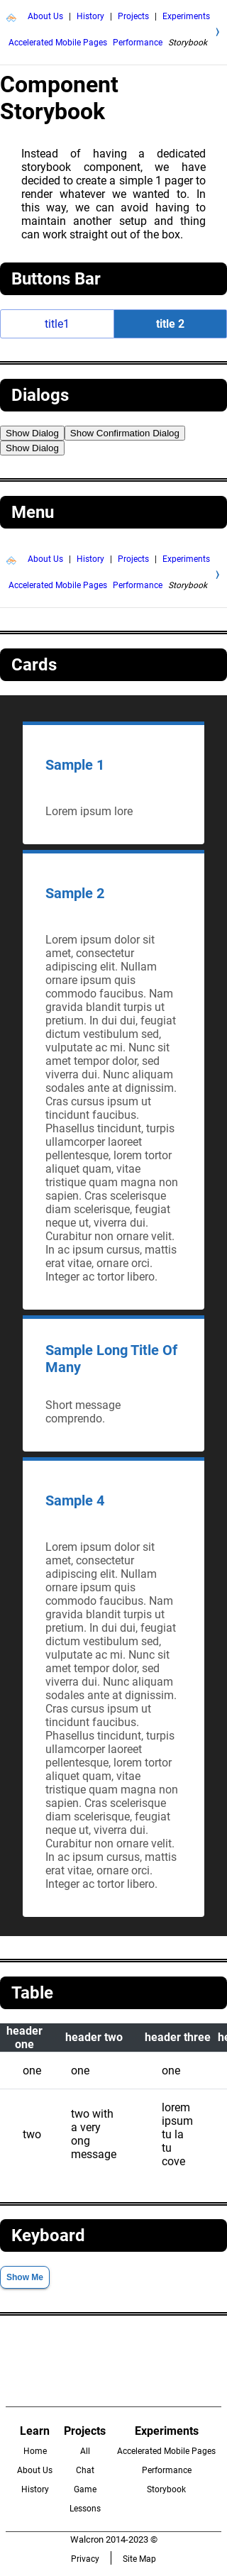 About Us | History | Projects | Experiments
Accelerated Mobile Pages Performance Storybook
Component
Storybook
Instead of having a dedicated
storybook component, we have
decided to create a simple 1 pager to
render whatever we wanted to. In
this way, we can avoid having to
maintain another setup and thing
can work straight out of the box.
Buttons Bar
title1 title 2
Dialogs
Show Dialog Show Confirmation Dialog
Show Dialog
Menu
About Us | History | Projects | Experiments
Accelerated Mobile Pages Performance Storybook
Cards
Sample 1
Lorem ipsum lore
Sample 2
Lorem ipsum dolor sit
amet, consectetur
adipiscing elit. Nullam
ornare ipsum quis
commodo faucibus. Nam
gravida blandit turpis ut
pretium. In dui dui, feugiat
dictum vestibulum sed,
vulputate ac mi. Nunc sit
amet tempor dolor, sed
viverra dui. Nunc aliquam
sodales ante at dignissim.
Cras cursus ipsum ut
tincidunt faucibus.
Phasellus tincidunt, turpis
ullamcorper laoreet
pellentesque, lorem tortor
aliquet quam, vitae
tristique quam magna non
sapien. Cras scelerisque
diam scelerisque, feugiat
neque ut, viverra dui.
Curabitur non ornare velit.
In ac ipsum cursus, mattis
erat vitae, ornare orci.
Integer ac tortor libero.
Sample Long Title Of
Many
Short message
comprendo.
Sample 4
Lorem ipsum dolor sit
amet, consectetur
adipiscing elit. Nullam
ornare ipsum quis
commodo faucibus. Nam
gravida blandit turpis ut
pretium. In dui dui, feugiat
dictum vestibulum sed,
vulputate ac mi. Nunc sit
amet tempor dolor, sed
viverra dui. Nunc aliquam
sodales ante at dignissim.
Cras cursus ipsum ut
tincidunt faucibus.
Phasellus tincidunt, turpis
ullamcorper laoreet
pellentesque, lorem tortor
aliquet quam, vitae
tristique quam magna non
sapien. Cras scelerisque
diam scelerisque, feugiat
neque ut, viverra dui.
Curabitur non ornare velit.
In ac ipsum cursus, mattis
erat vitae, ornare orci.
Integer ac tortor libero.
Table
header
one header two header three he
one one one
two two with
a very
ong
message
lorem
ipsum
tu la
tu
cove
Keyboard
Show Me
Learn Projects Experiments
Home All Accelerated Mobile Pages
About Us Chat Performance
History Game Storybook
Lessons
Walcron 2014-2023 ©
Privacy | Site Map